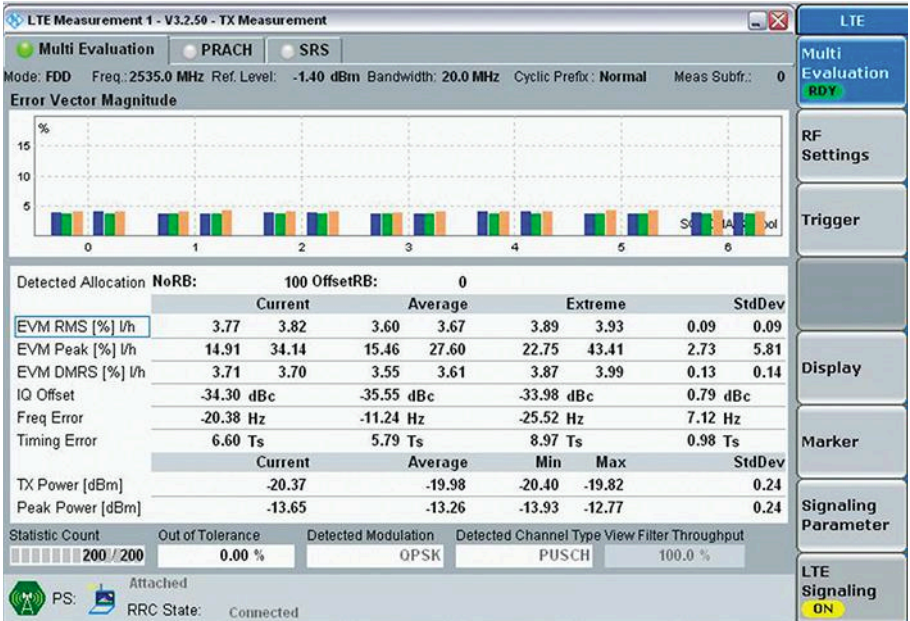 LTE Measurement 1 - V3.2.50 - TX Measurement
LTE
Multi Evaluation PRACH SRS
Multi Evaluation RDY
Mode: FDD Freq.: 2535.0 MHz Ref. Level: -1.40 dBm Bandwidth: 20.0 MHz Cyclic Prefix: Normal Meas Subfr.: 0
Error Vector Magnitude
%
15
10
5
0 1 2 3 4 5 6
RF Settings
Trigger
Detected Allocation NoRB: 100 OffsetRB: 0
Current Average Extreme StdDev
EVM RMS [%] l/h 3.77 3.82 3.60 3.67 3.89 3.93 0.09 0.09
EVM Peak [%] l/h 14.91 34.14 15.46 27.60 22.75 43.41 2.73 5.81
EVM DMRS [%] l/h 3.71 3.70 3.55 3.61 3.87 3.99 0.13 0.14
IQ Offset -34.30 dBc -35.55 dBc -33.98 dBc 0.79 dBc
Freq Error -20.38 Hz -11.24 Hz -25.52 Hz 7.12 Hz
Timing Error 6.60 Ts 5.79 Ts 8.97 Ts 0.98 Ts
Current Average Min Max StdDev
TX Power [dBm] -20.37 -19.98 -20.40 -19.82 0.24
Peak Power [dBm] -13.65 -13.26 -13.93 -12.77 0.24
Display
Marker
Signaling Parameter
Statistic Count Out of Tolerance Detected Modulation Detected Channel Type View Filter Throughput
200 / 200 0.00 % QPSK PUSCH 100.0 %
LTE Signaling ON
PS: Attached
RRC State: Connected